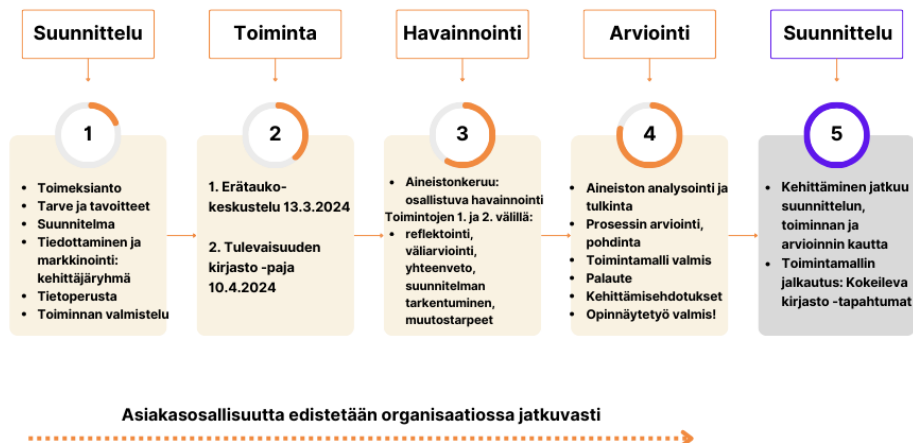 Suunnittelu
Toiminta
Havainnointi
Arviointi
Suunnittelu
1
• Toimeksianto
• Tarve ja tavoitteet
• Suunnitelma
• Tiedottaminen ja
markkinointi:
kehittäjäryhmä
• Tietoperusta
• Toiminnan valmistelu
2
1. Erätauko-
keskustelu 13.3.2024
2. Tulevaisuuden
kirjasto -paja
10.4.2024
3
• Aineistonkeruu:
osallistuva havainnointi
Toimintojen 1. ja 2. välillä:
• reflektointi,
väliarviointi,
yhteenveto,
suunnitelman
tarkentuminen,
muutostarpeet
4
• Aineiston analysointi ja
tulkinta
• Prosessin arviointi,
pohdinta
• Toimintamalli valmis
• Palaute
• Kehittämisehdotukset
• Opinnäytetyö valmis!
5
• Kehittäminen jatkuu
suunnittelun,
toiminnan ja
arvioinnin kautta
• Toimintamallin
jalkautus: Kokeileva
kirjasto -tapahtumat
Asiakasosallisuutta edistetään organisaatiossa jatkuvasti